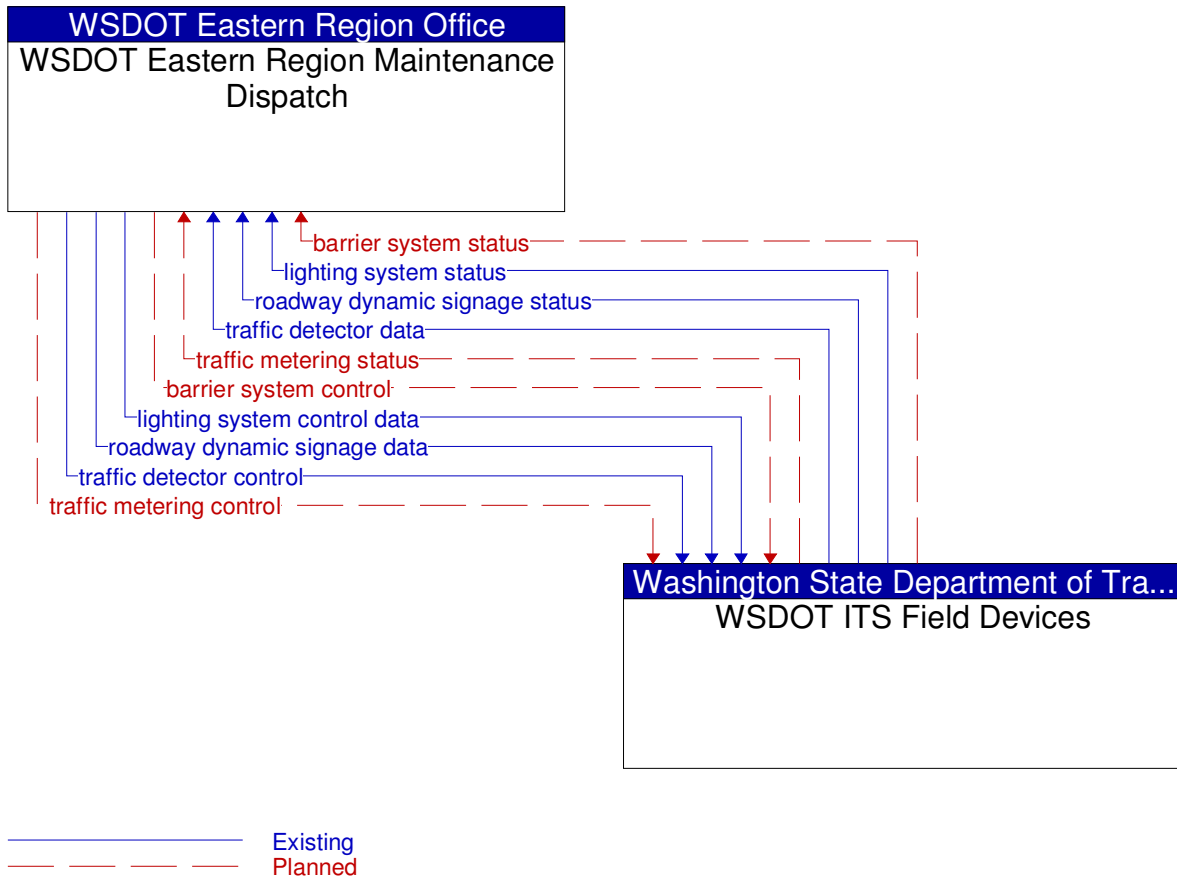 WSDOT Eastern Region Office
WSDOT Eastern Region Maintenance
Dispatch
barrier system status
lighting system status
roadway dynamic signage status
traffic detector data
traffic metering status
barrier system control
lighting system control data
roadway dynamic signage data
traffic detector control
traffic metering control
Washington State Department of Tra...
WSDOT ITS Field Devices
Existing
Planned